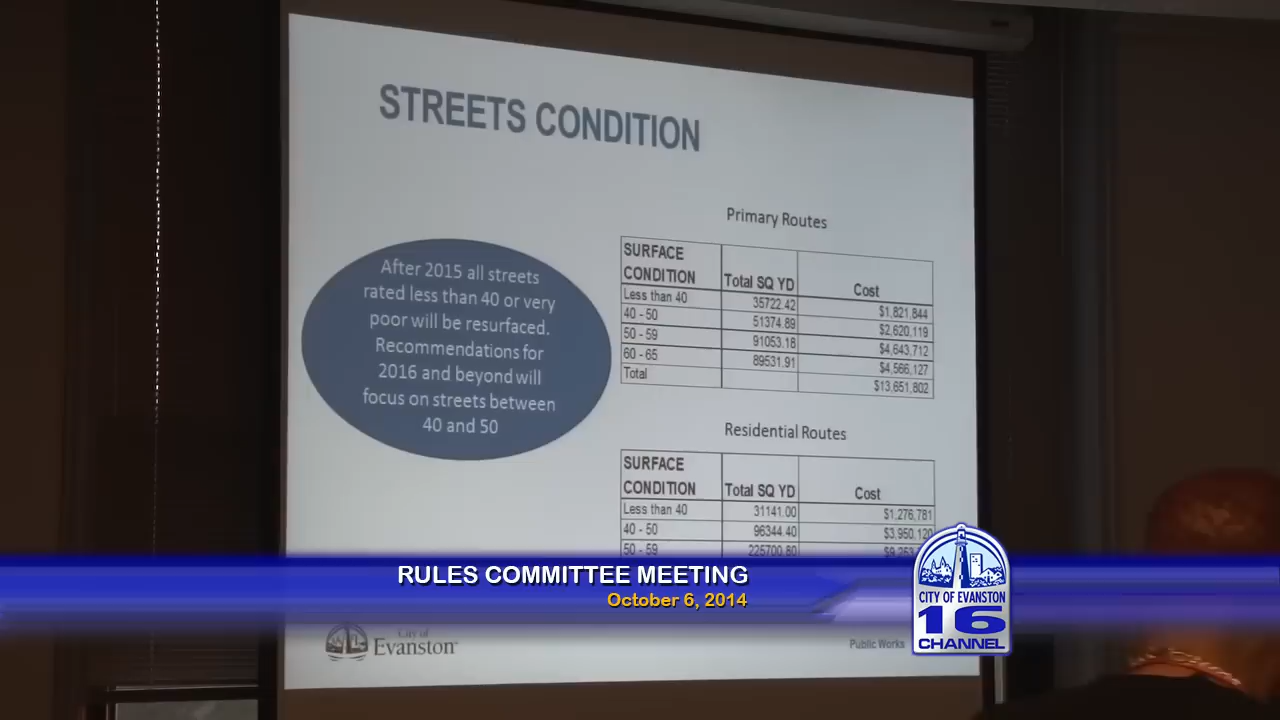 STREETS CONDITION
After 2015 all streets
rated less than 40 or very
poor will be resurfaced.
Recommendations for
2016 and beyond will
focus on streets between
40 and 50
Primary Routes
SURFACE
CONDITION Total SQ YD Cost
Less than 40 35722.42 $1,821,844
40 - 50 51374.89 $2,620,119
50 - 59 91053.18 $4,643,712
60 - 65 89531.91 $4,566,127
Total $13,651,802
Residential Routes
SURFACE
CONDITION Total SQ YD Cost
Less than 40 31141.00 $1,276,781
40 - 50 96344.40 $3,950,120
50 - 59 225700.80
RULES COMMITTEE MEETING
October 6, 2014
CITY OF EVANSTON
16
CHANNEL
City of
Evanston
Public Works